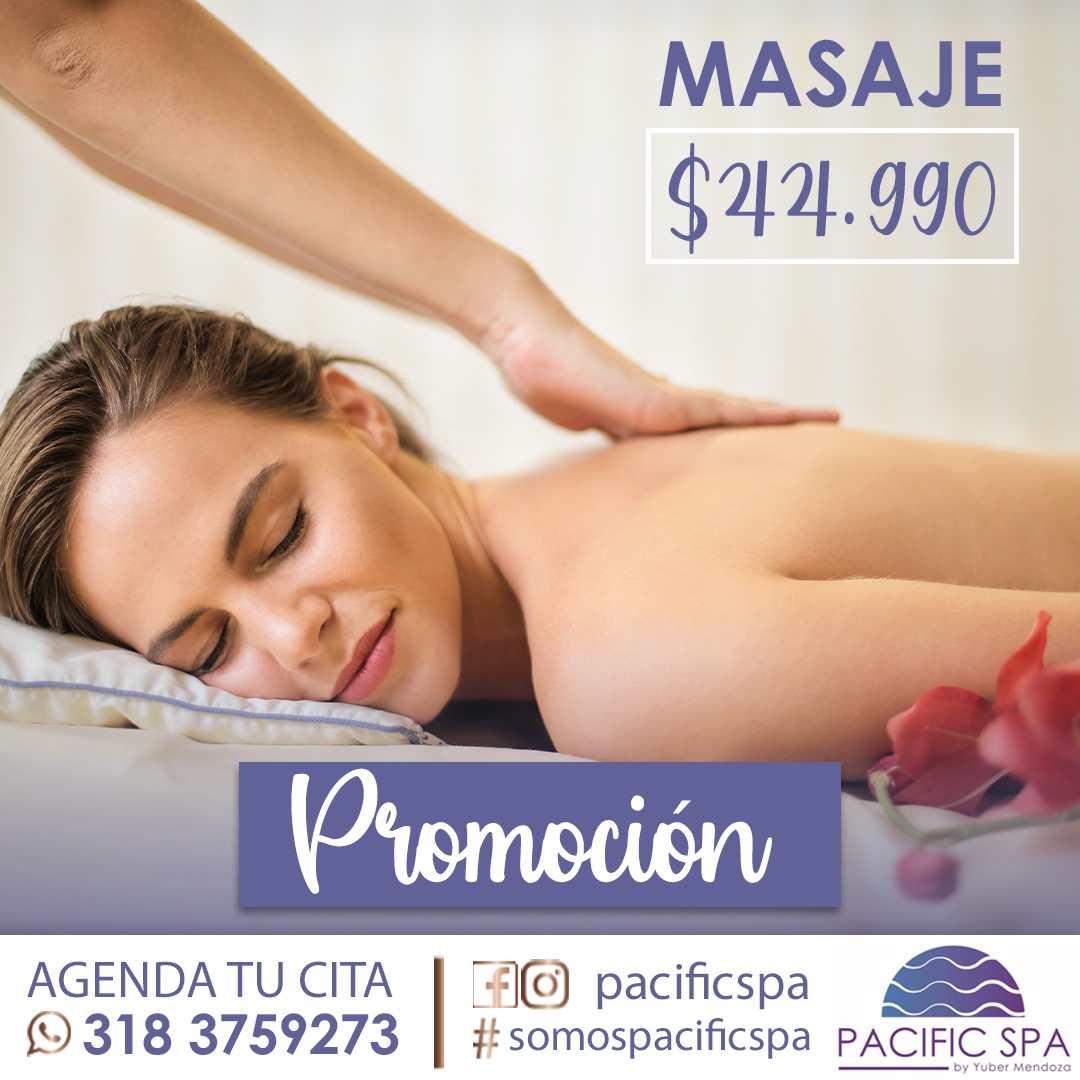 MASAJE
$44.990
Promoción
AGENDA TU CITA
318 3759273
pacificspa
#somospacificspa
PACIFIC SPA
by Yuber Mendoza